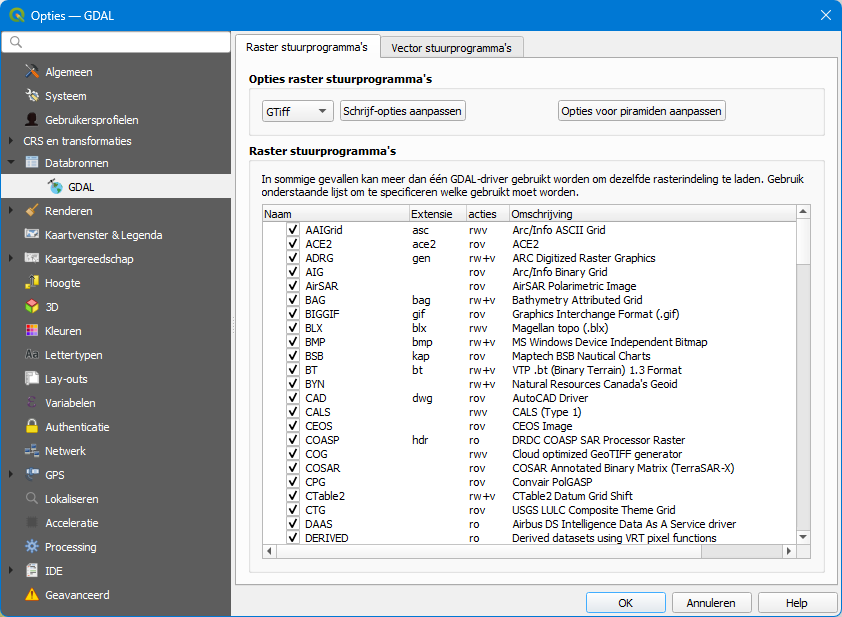 Opties — GDAL
Algemeen
Systeem
Gebruikersprofielen
CRS en transformaties
Databronnen
GDAL
Renderen
Kaartvenster & Legenda
Kaartgereedschap
Hoogte
3D
Kleuren
Lettertypen
Lay-outs
Variabelen
Authenticatie
Netwerk
GPS
Lokaliseren
Acceleratie
Processing
IDE
Geavanceerd
Raster stuurprogramma's Vector stuurprogramma's
Opties raster stuurprogramma's
GTiff Schrijf-opties aanpassen Opties voor piramiden aanpassen
Raster stuurprogramma's
In sommige gevallen kan meer dan één GDAL-driver gebruikt worden om dezelfde rasterindeling te laden. Gebruik
onderstaande lijst om te specificeren welke gebruikt moet worden.
Naam Extensie acties Omschrijving
AAIGrid asc rwv Arc/Info ASCII Grid
ACE2 ace2 rov ACE2
ADRG gen rw+v ARC Digitized Raster Graphics
AIG rov Arc/Info Binary Grid
AirSAR rov AirSAR Polarimetric Image
BAG bag rw+v Bathymetry Attributed Grid
BIGGIF gif rov Graphics Interchange Format (.gif)
BLX blx rwv Magellan topo (.blx)
BMP bmp rw+v MS Windows Device Independent Bitmap
BSB kap rov Maptech BSB Nautical Charts
BT bt rw+v VTP .bt (Binary Terrain) 1.3 Format
BYN rw+v Natural Resources Canada's Geoid
CAD dwg rov AutoCAD Driver
CALS rwv CALS (Type 1)
CEOS rov CEOS Image
COASP hdr ro DRDC COASP SAR Processor Raster
COG rwv Cloud optimized GeoTIFF generator
COSAR rov COSAR Annotated Binary Matrix (TerraSAR-X)
CPG rov Convair PolGASP
CTable2 rw+v CTable2 Datum Grid Shift
CTG rov USGS LULC Composite Theme Grid
DAAS ro Airbus DS Intelligence Data As A Service driver
DERIVED ro Derived datasets using VRT pixel functions
OK Annuleren Help